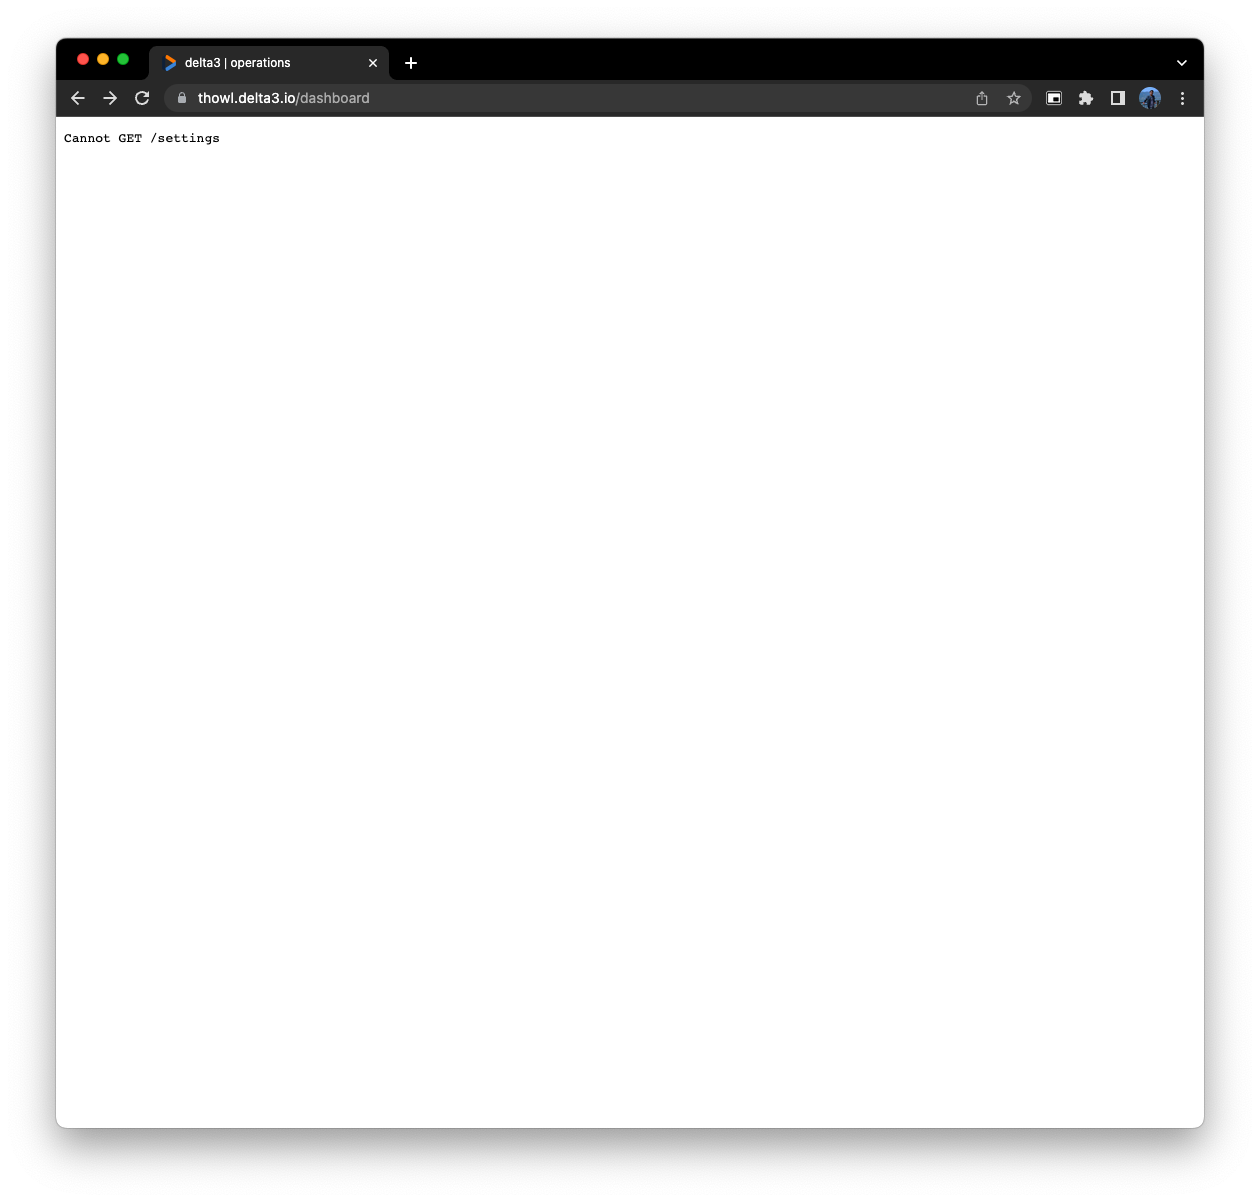 delta3 | operations
thowl.delta3.io/dashboard
Cannot GET /settings